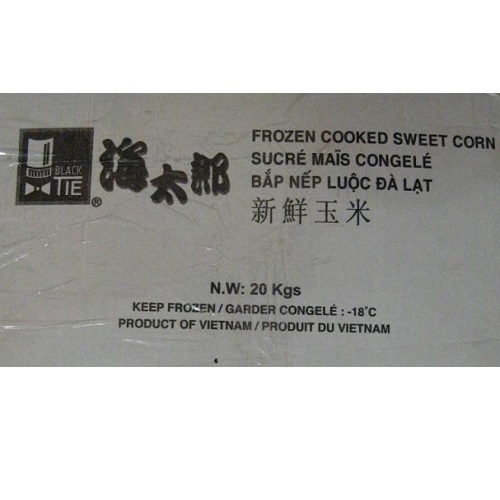 BLACK
TIE
®
海太郎
FROZEN COOKED SWEET CORN
SUCRÉ MAÏS CONGELÉ
BẮP NẾP LUỘC ĐÀ LẠT
新鮮玉米
N.W: 20 Kgs
KEEP FROZEN / GARDER CONGELÉ : -18°C
PRODUCT OF VIETNAM / PRODUIT DU VIETNAM